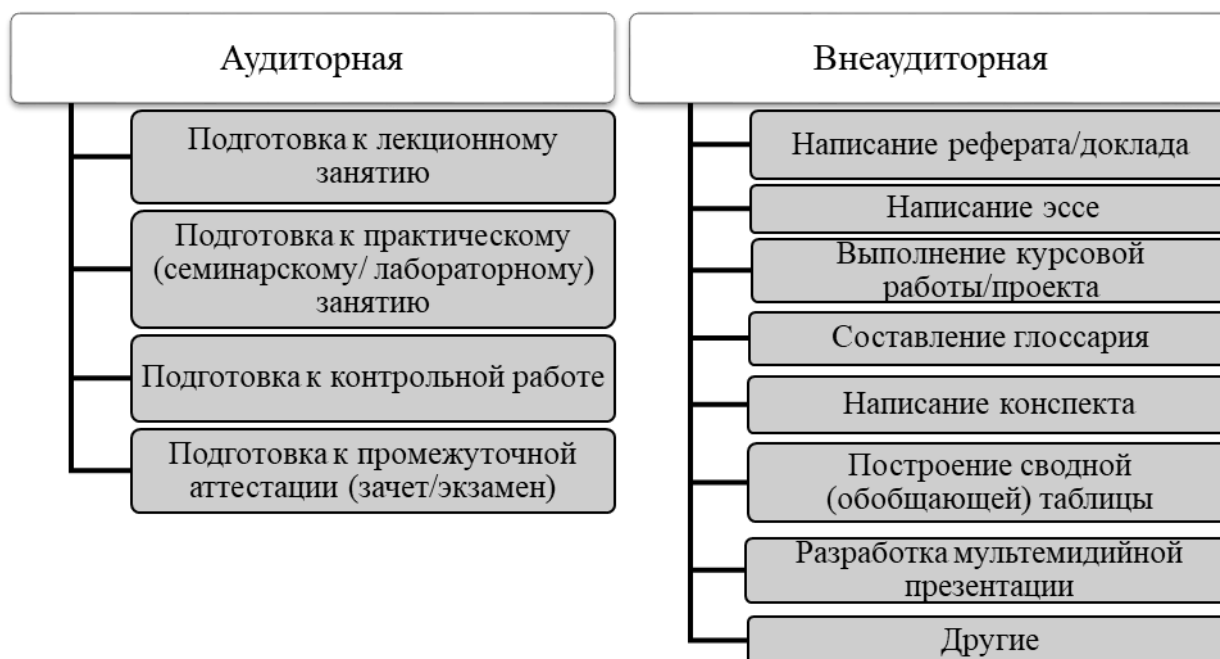 Аудиторная
Подготовка к лекционному
занятию
Подготовка к практическому
(семинарскому/ лабораторному)
занятию
Подготовка к контрольной работе
Подготовка к промежуточной
аттестации (зачет/экзамен)
Внеаудиторная
Написание реферата/доклада
Написание эссе
Выполнение курсовой
работы/проекта
Составление глоссария
Написание конспекта
Построение сводной
(обобщающей) таблицы
Разработка мультемидийной
презентации
Другие